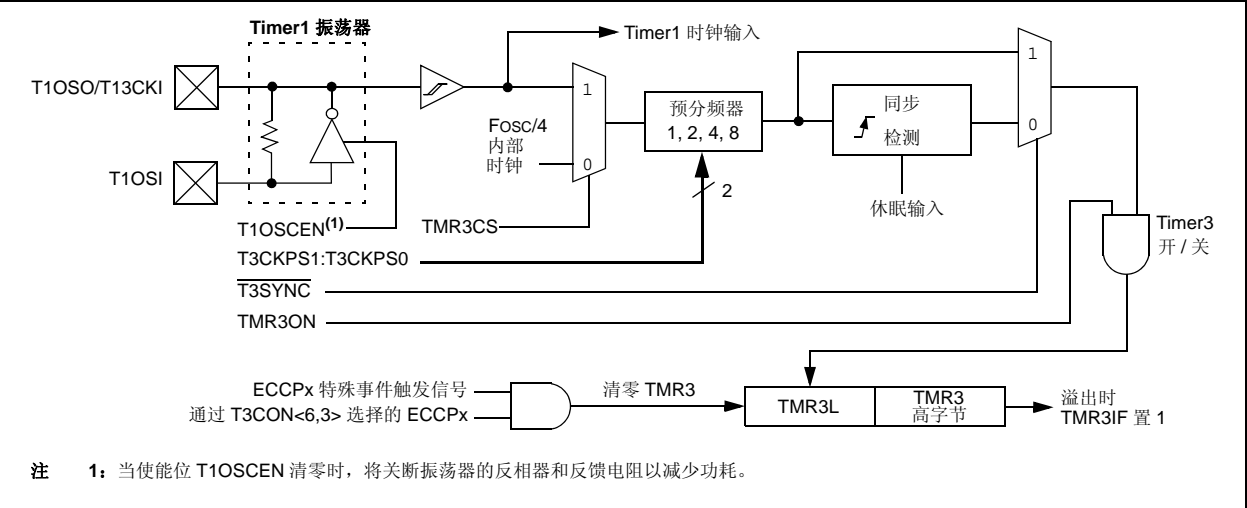 Timer1 振荡器
Timer1 时钟输入
T1OSO/T13CKI
T1OSI
FOSC/4
内部
时钟
1
0
预分频器
1, 2, 4, 8
2
同步
检测
休眠输入
1
0
T1OSCEN(1)
TMR3CS
T3CKPS1:T3CKPS0
T3SYNC
TMR3ON
Timer3
开 / 关
ECCPx 特殊事件触发信号
通过 T3CON<6,3> 选择的 ECCPx
清零 TMR3
TMR3L
TMR3
高字节
溢出时
TMR3IF 置 1
注 1：当使能位 T1OSCEN 清零时，将关断振荡器的反相器和反馈电阻以减少功耗。